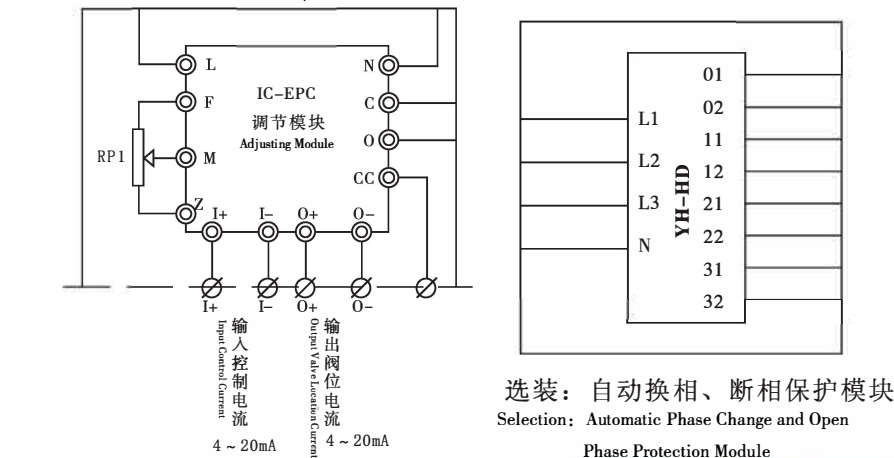 L
N
F
IC-EPC
C
调节模块
Adjusting Module
O
RP1
M
CC
Z
I+
I-
O+
O-
I+
I-
O+
O-
输入控制电流
Input Control Current
4~20mA
输出阀位电流
Output Valve Location Current
4~20mA
L1
L2
L3
N
YH-HD
01
02
11
12
21
22
31
32
选装：自动换相、断相保护模块
Selection: Automatic Phase Change and Open
Phase Protection Module